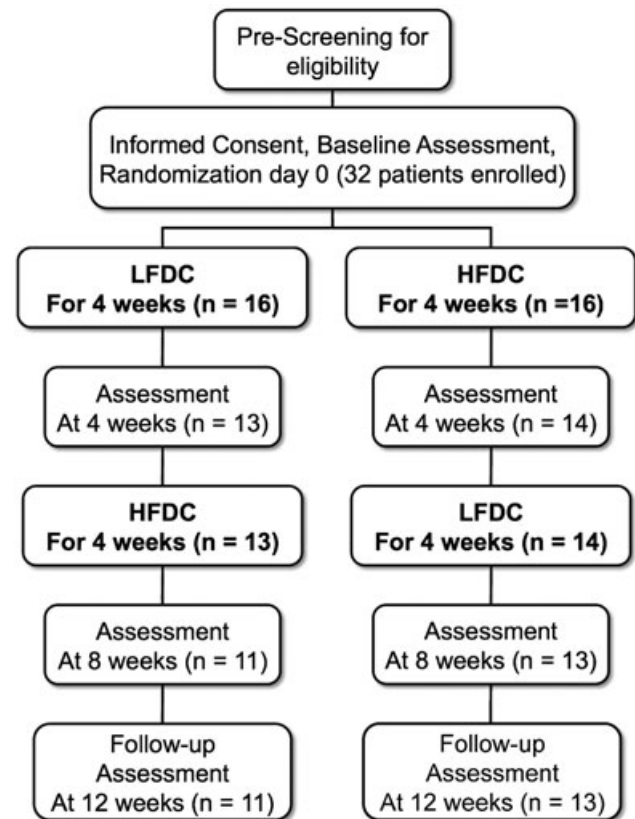 Pre-Screening for
eligibility
Informed Consent, Baseline Assessment,
Randomization day 0 (32 patients enrolled)
LFDC
For 4 weeks (n = 16)
HFDC
For 4 weeks (n =16)
Assessment
At 4 weeks (n = 13)
Assessment
At 4 weeks (n = 14)
HFDC
For 4 weeks (n = 13)
LFDC
For 4 weeks (n = 14)
Assessment
At 8 weeks (n = 11)
Assessment
At 8 weeks (n = 13)
Follow-up
Assessment
At 12 weeks (n = 11)
Follow-up
Assessment
At 12 weeks (n = 13)